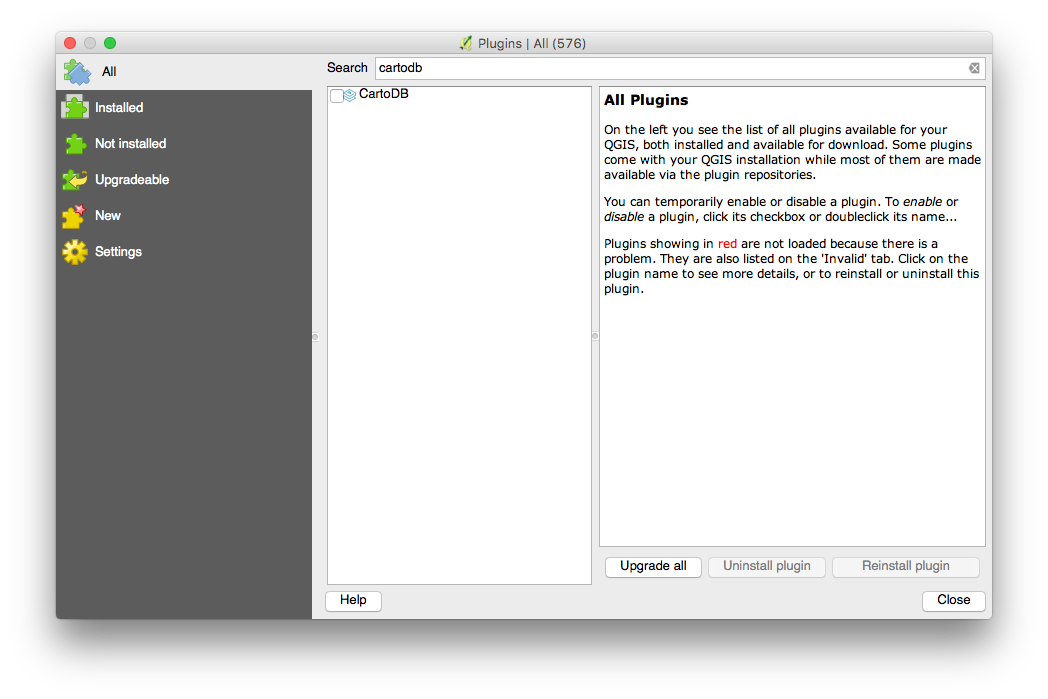 Plugins | All (576)
All
Installed
Not installed
Upgradeable
New
Settings
Search cartodb
CartoDB
All Plugins
On the left you see the list of all plugins available for your
QGIS, both installed and available for download. Some plugins
come with your QGIS installation while most of them are made
available via the plugin repositories.
You can temporarily enable or disable a plugin. To enable or
disable a plugin, click its checkbox or doubleclick its name...
Plugins showing in red are not loaded because there is a
problem. They are also listed on the 'Invalid' tab. Click on the
plugin name to see more details, or to reinstall or uninstall this
plugin.
Upgrade all Uninstall plugin Reinstall plugin
Help Close